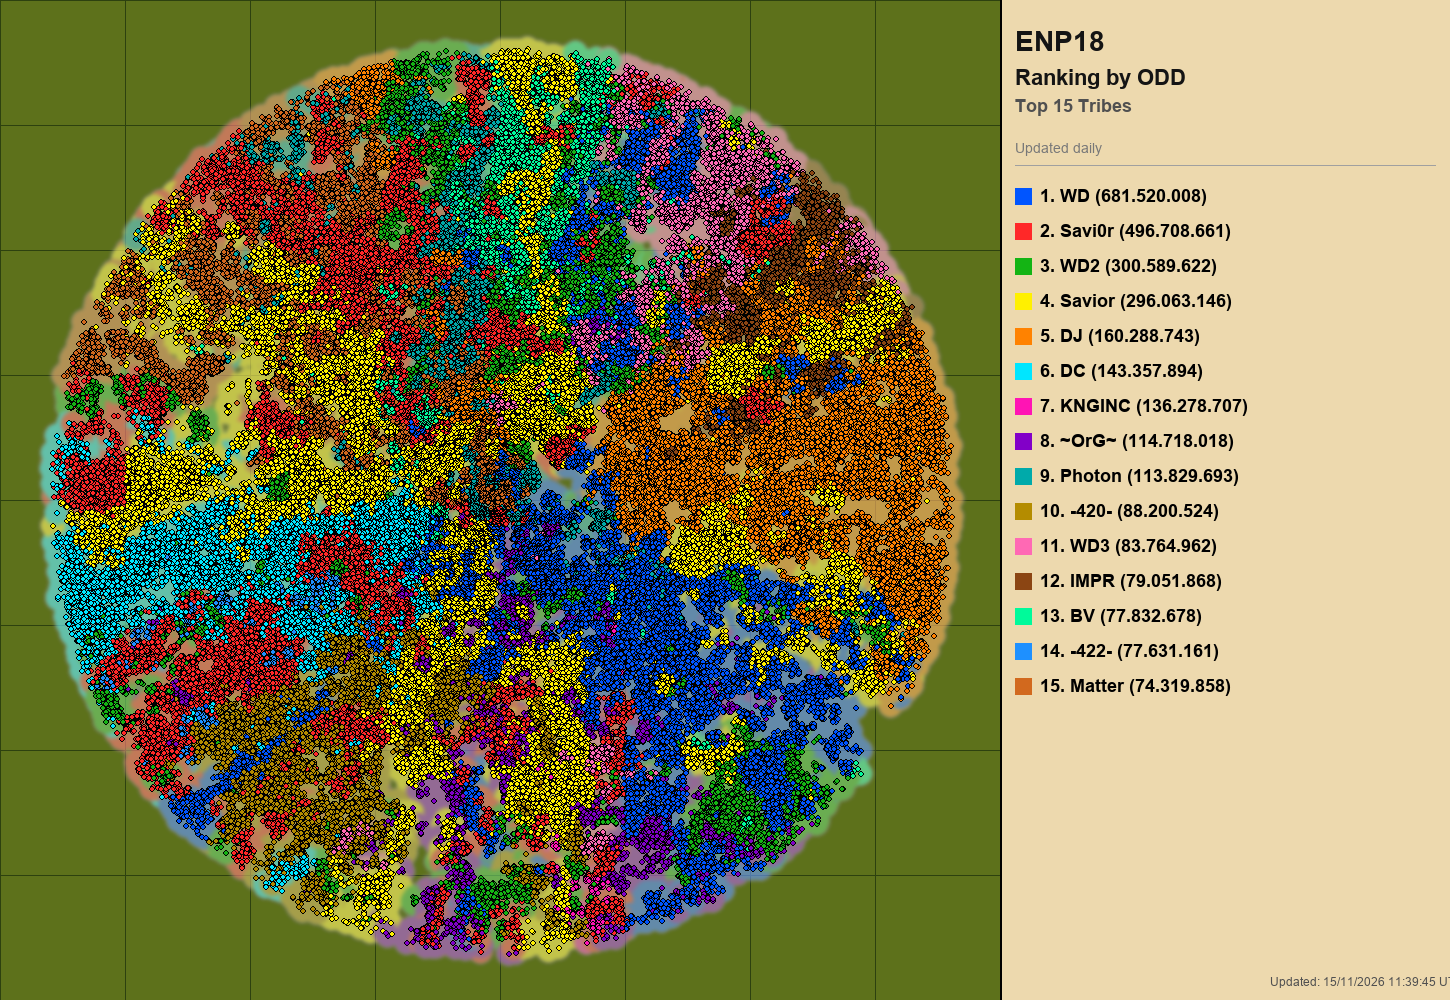 ENP18
Ranking by ODD
Top 15 Tribes
Updated daily
1. WD (681.520.008)
2. Savi0r (496.708.661)
3. WD2 (300.589.622)
4. Savior (296.063.146)
5. DJ (160.288.743)
6. DC (143.357.894)
7. KNGINC (136.278.707)
8. ~OrG~ (114.718.018)
9. Photon (113.829.693)
10. -420- (88.200.524)
11. WD3 (83.764.962)
12. IMPR (79.051.868)
13. BV (77.832.678)
14. -422- (77.631.161)
15. Matter (74.319.858)
Updated: 15/11/2026 11:39:45 U